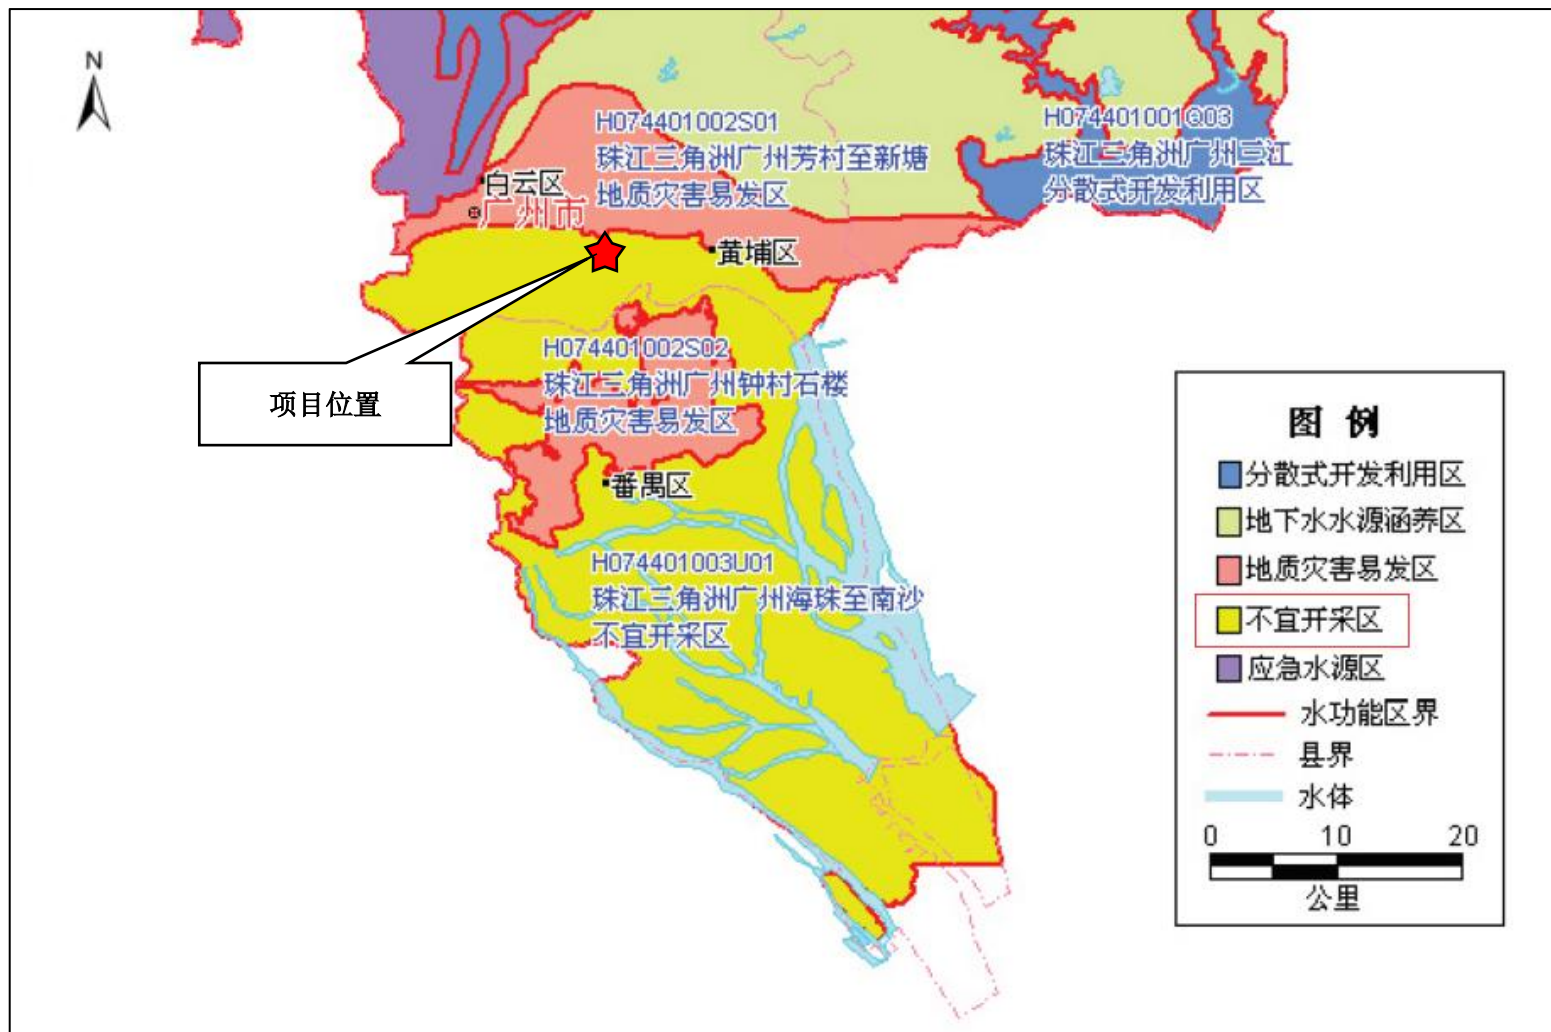 N
H074401002S01
珠江三角洲广州芳村至新塘
地质灾害易发区
H074401001Q03
珠江三角洲广州三江
分散式开发利用区
白云区
广州市
黄埔区
H074401002S02
珠江三角洲广州钟村石楼
地质灾害易发区
项目位置
番禺区
H074401003U01
珠江三角洲广州海珠至南沙
不宜开采区
图 例
分散式开发利用区
地下水水源涵养区
地质灾害易发区
不宜开采区
应急水源区
水功能区界
县界
水体
0 10 20
公里